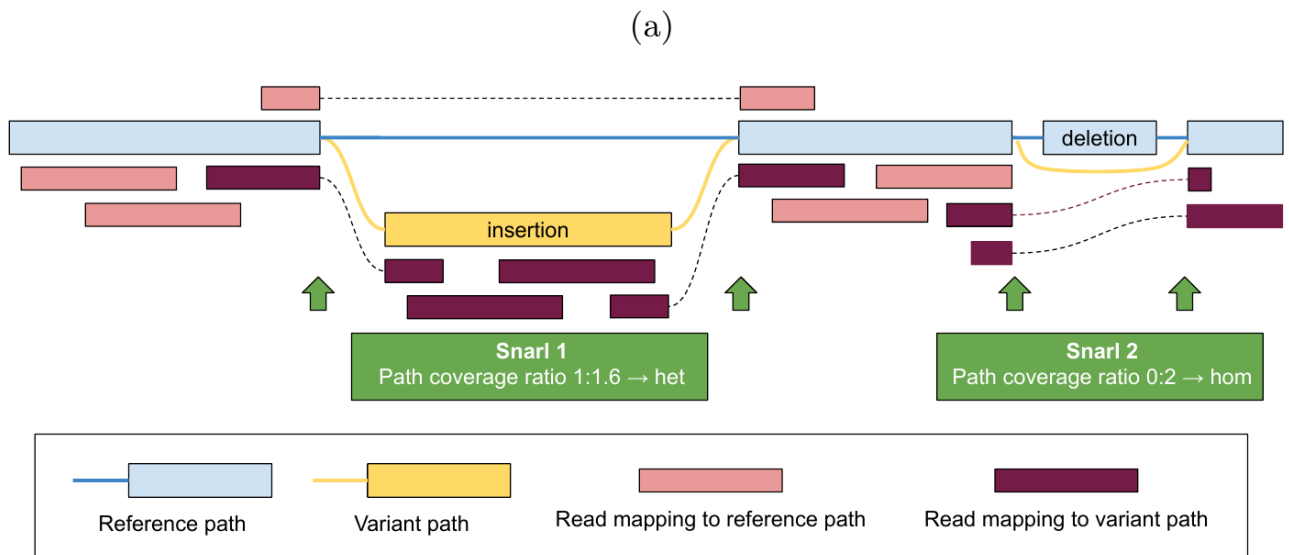 (a)
deletion
insertion
Snarl 1
Path coverage ratio 1:1.6 → het
Snarl 2
Path coverage ratio 0:2 → hom
Reference path
Variant path
Read mapping to reference path
Read mapping to variant path